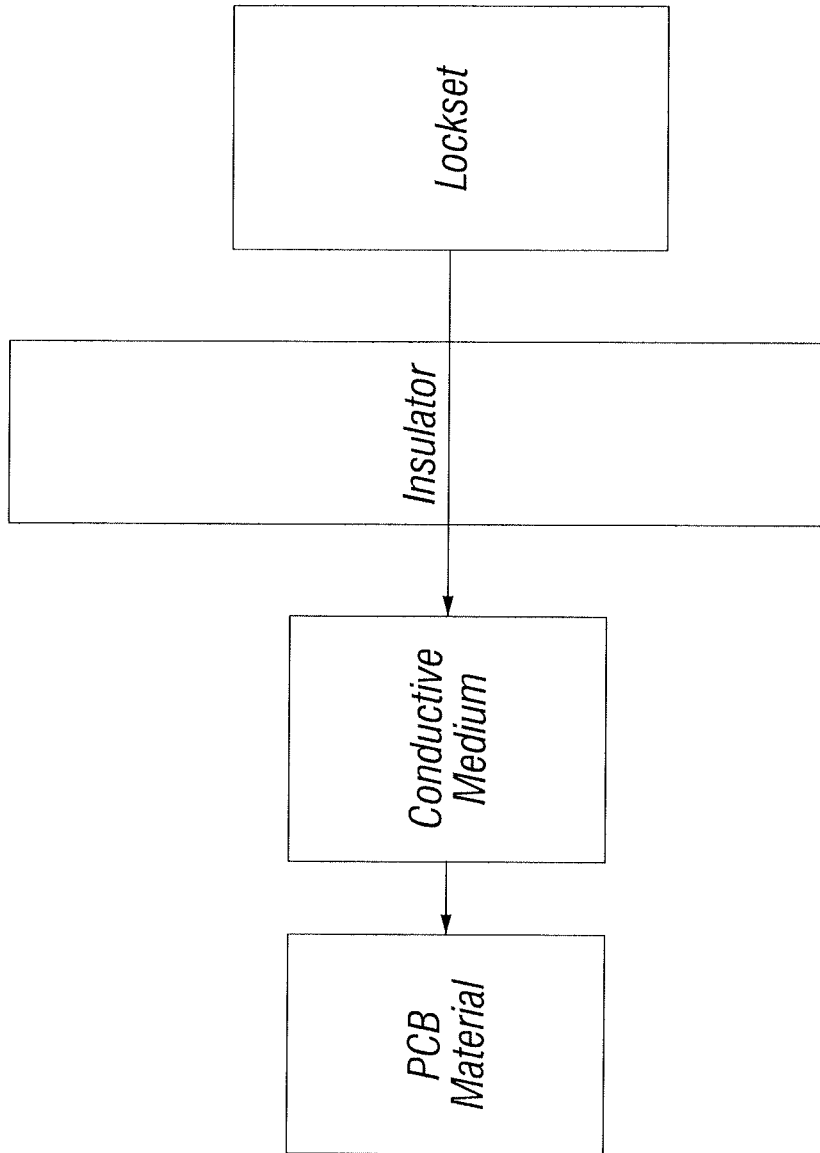 Lockset
Insulator
Conductive
Medium
PCB
Material